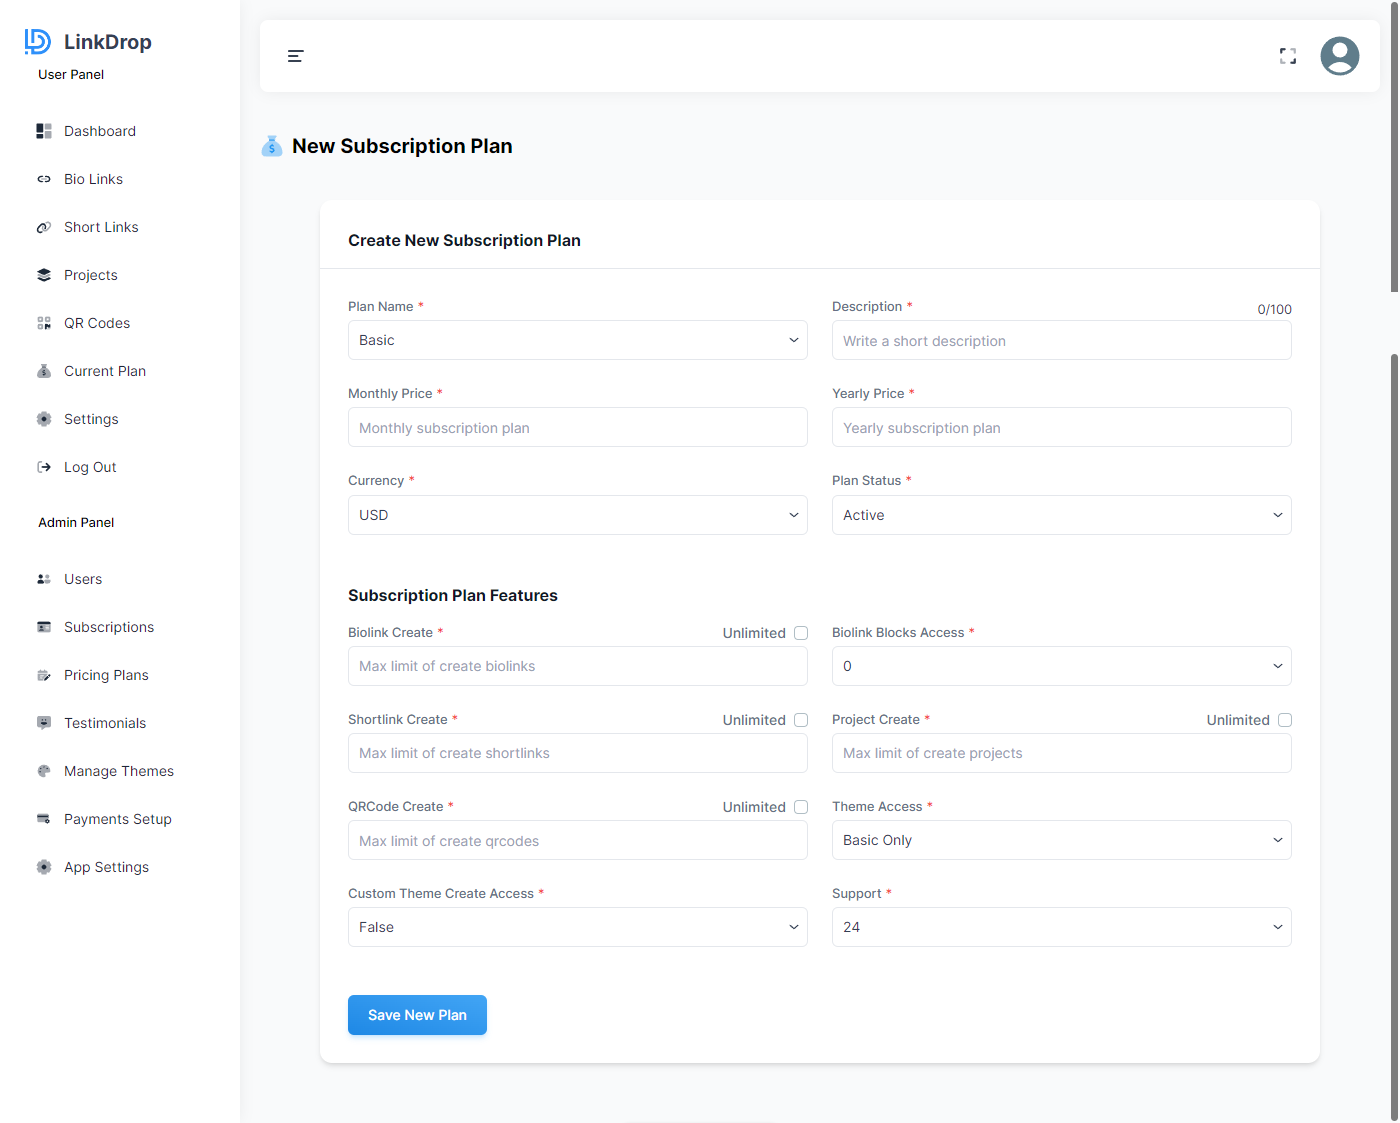 LinkDrop
User Panel
Dashboard
Bio Links
Short Links
Projects
QR Codes
Current Plan
Settings
Log Out
Admin Panel
Users
Subscriptions
Pricing Plans
Testimonials
Manage Themes
Payments Setup
App Settings
New Subscription Plan
Create New Subscription Plan
Plan Name *
Basic
Description *
0/100
Write a short description
Monthly Price *
Monthly subscription plan
Yearly Price *
Yearly subscription plan
Currency *
USD
Plan Status *
Active
Subscription Plan Features
Biolink Create *
Unlimited
Max limit of create biolinks
Biolink Blocks Access *
0
Shortlink Create *
Unlimited
Max limit of create shortlinks
Project Create *
Unlimited
Max limit of create projects
QRCode Create *
Unlimited
Max limit of create qrcodes
Theme Access *
Basic Only
Custom Theme Create Access *
False
Support *
24
Save New Plan